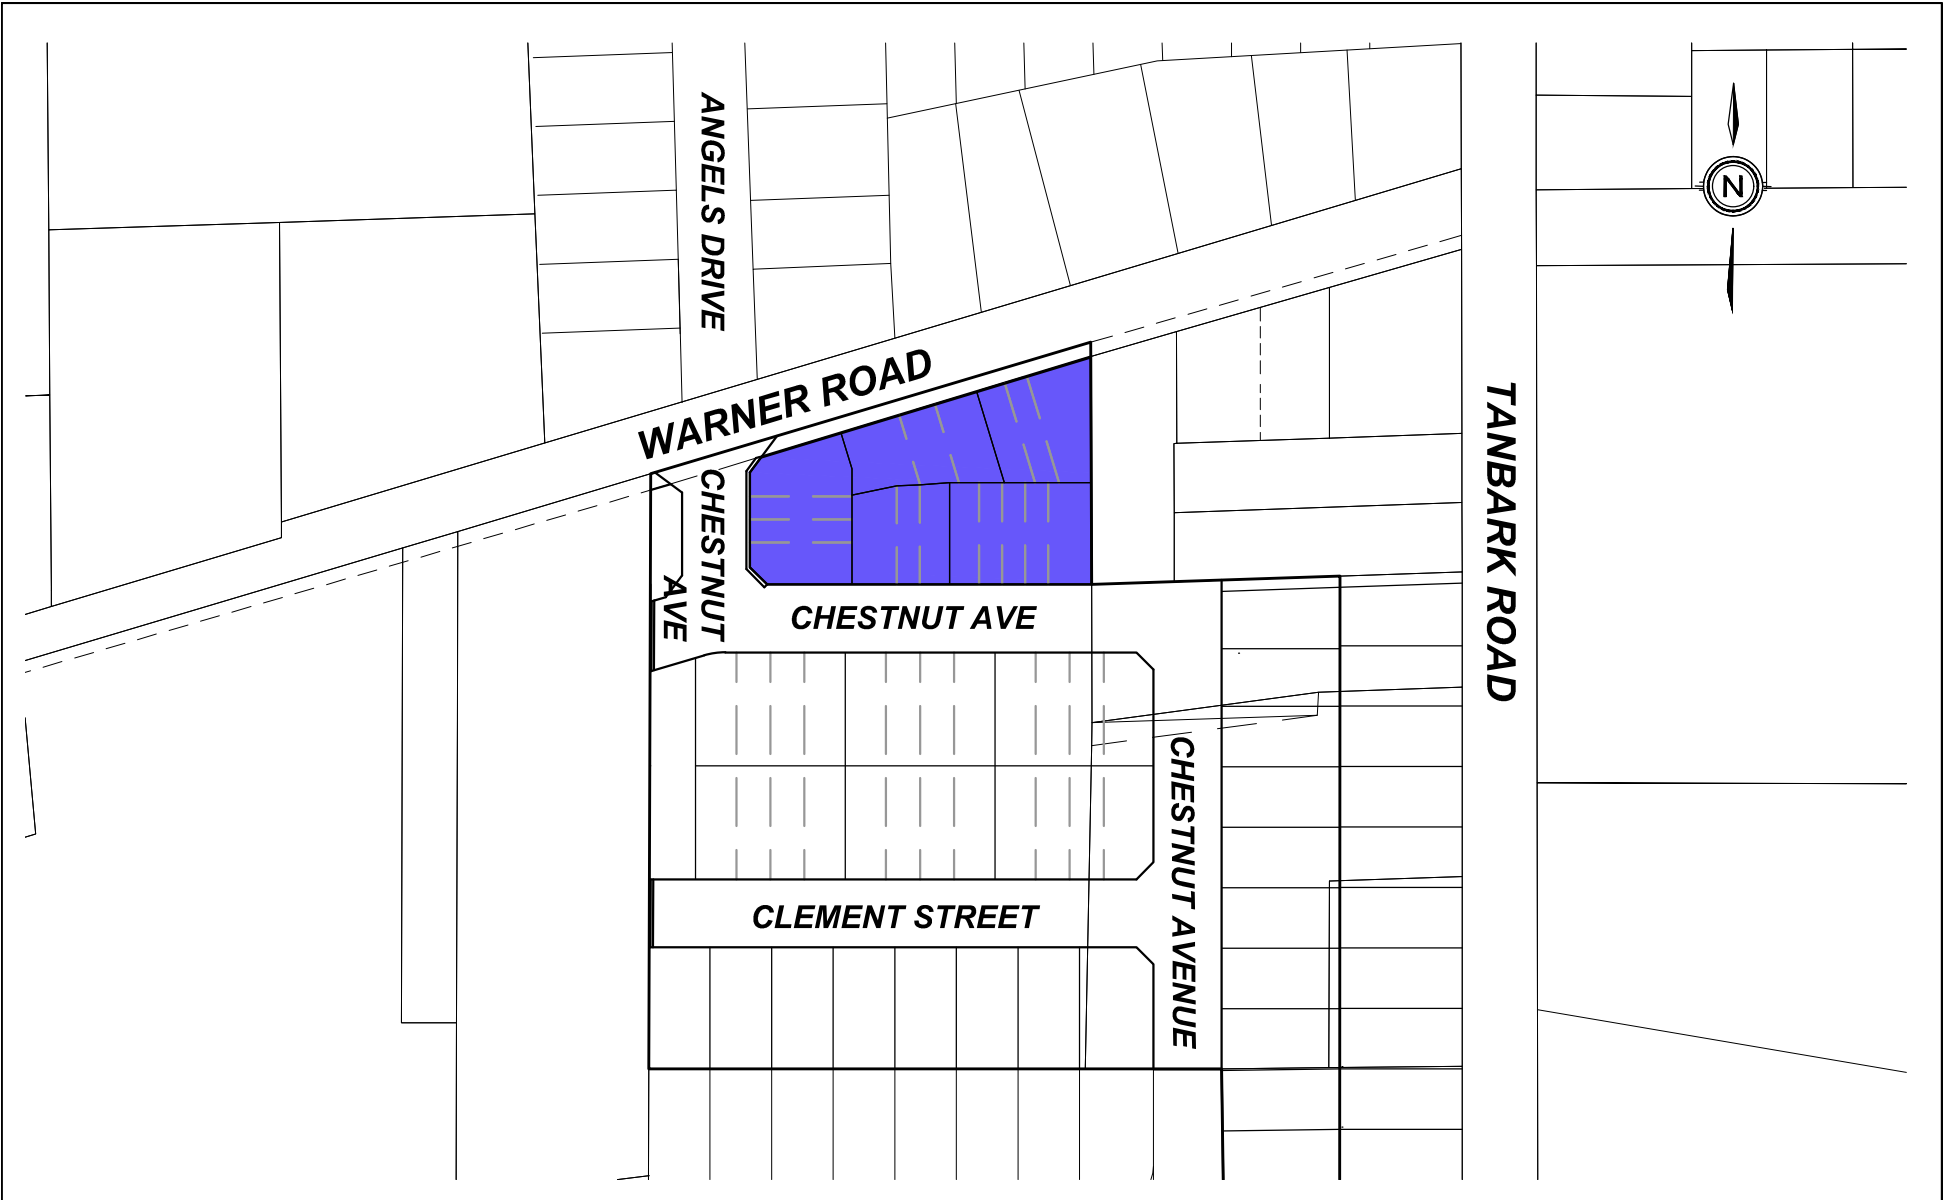 ANGELS DRIVE
N
WARNER ROAD
TANBARK ROAD
CHESTNUT
AVE
CHESTNUT AVE
CHESTNUT AVENUE
CLEMENT STREET